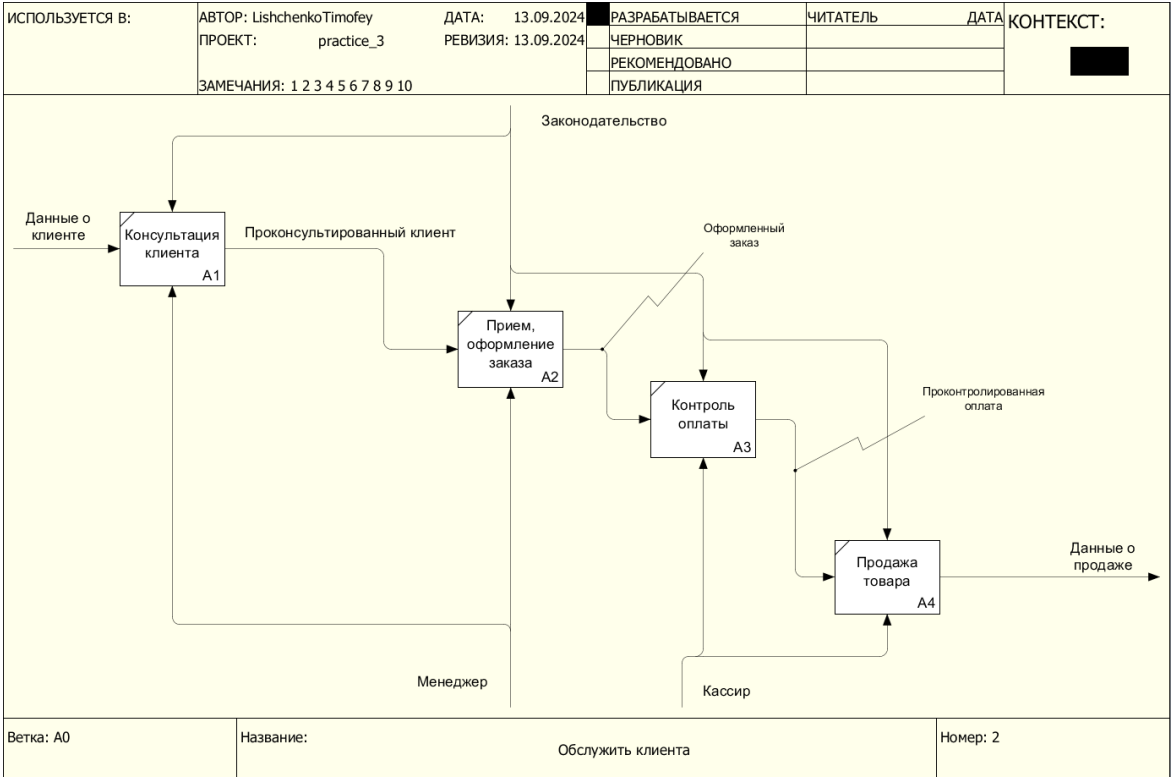 ИСПОЛЬЗУЕТСЯ В:
АВТОР: LishchenkoTimofey
ДАТА: 13.09.2024
ПРОЕКТ: practice_3
РЕВИЗИЯ: 13.09.2024
ЗАМЕЧАНИЯ: 1 2 3 4 5 6 7 8 9 10
РАЗРАБАТЫВАЕТСЯ
ЧЕРНОВИК
РЕКОМЕНДОВАНО
ПУБЛИКАЦИЯ
ЧИТАТЕЛЬ
ДАТА
КОНТЕКСТ:
Законодательство
Данные о
клиенте
Консультация
клиента
A1
Проконсультированный клиент
Оформленный
заказ
Прием,
оформление
заказа
A2
Контроль
оплаты
A3
Проконтролированная
оплата
Продажа
товара
A4
Данные о
продаже
Менеджер
Кассир
Ветка: A0
Название:
Обслужить клиента
Номер: 2